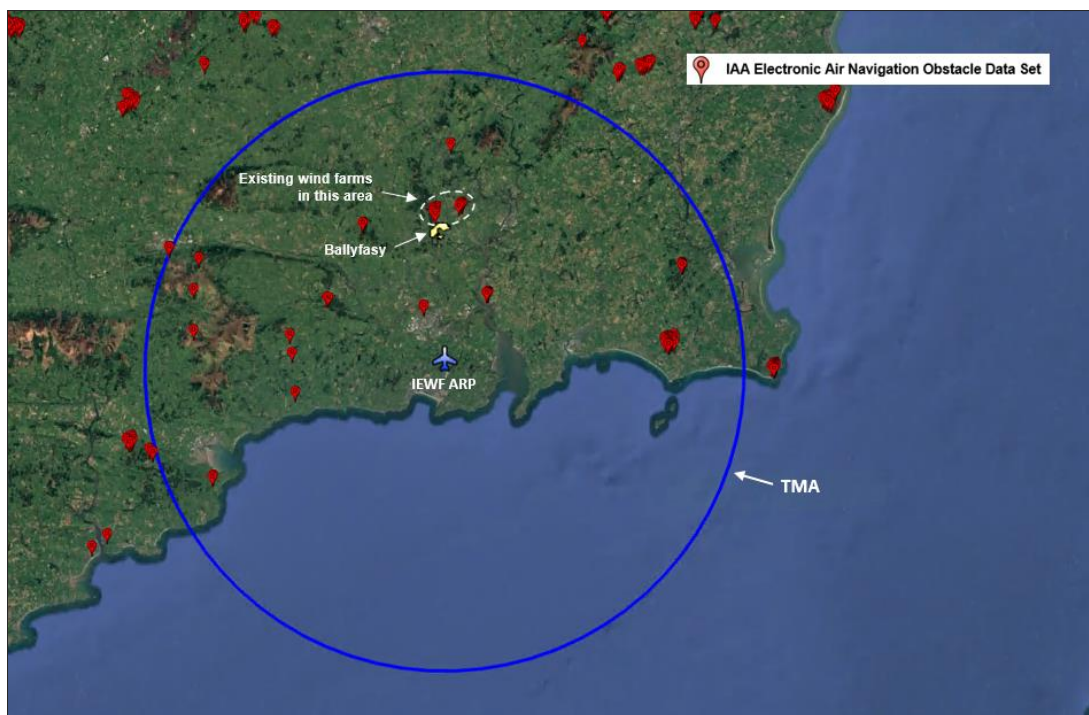 IAA Electronic Air Navigation Obstacle Data Set
Existing wind farms
in this area
Ballyfasy
IEWF ARP
TMA